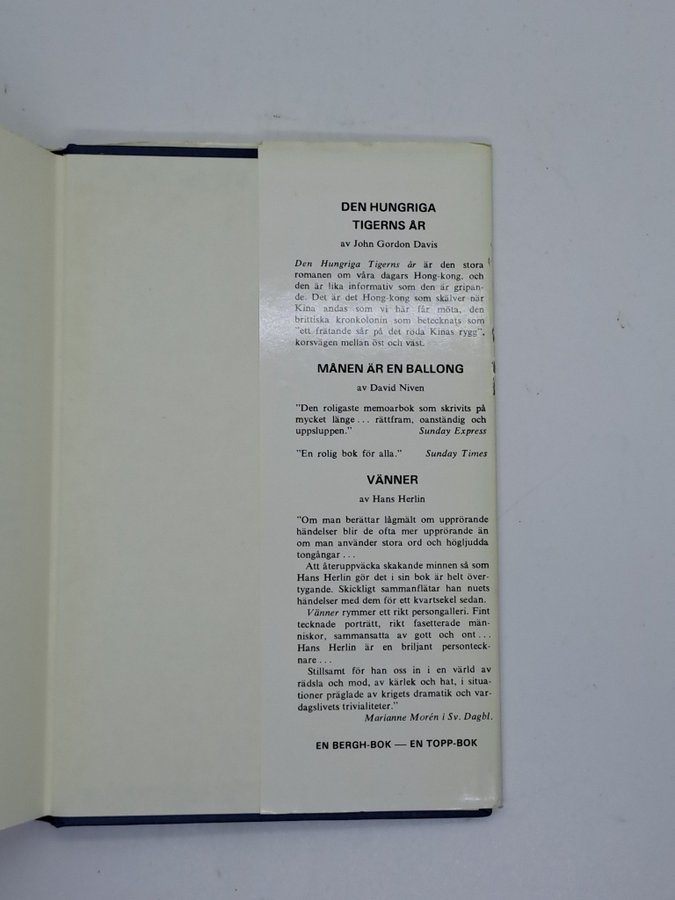 DEN HUNGRIGA
TIGERNS ÅR
av John Gordon Davis
Den Hungriga Tigerns år är den stora
romanen om våra dagars Hong-kong, och
den är lika informativ som den är gripan-
de. Det är det Hong-kong som skälver när
Kina andas som vi här får möta, den
brittiska kronkolonin som betecknats som
"ett frätande sår på det röda Kinas rygg",
korsvägen mellan öst och väst.
MÅNEN ÄR EN BALLONG
av David Niven
"Den roligaste memoarbok som skrivits på
mycket länge... rättfram, oanständig och
uppsluppen." Sunday Express
"En rolig bok för alla." Sunday Times
VÄNNER
av Hans Herlin
"Om man berättar lågmält om upprörande
händelser blir de ofta mer upprörande än
om man använder stora ord och högljudda
tongångar...
Att återuppväcka skakande minnen så som
Hans Herlin gör det i sin bok är helt över-
tygande. Skickligt sammanflätar han nuets
händelser med dem för ett kvartsekel sedan.
Vänner rymmer ett rikt persongalleri. Fint
tecknade porträtt, rikt fasetterade män-
niskor, sammansatta av gott och ont...
Hans Herlin är en briljant personteck-
nare...
Stillsamt för han oss in i en värld av
rädsla och mod, av kärlek och hat, i situa-
tioner präglade av krigets dramatik och var-
dagslivets trivialiteter."
Marianne Morén i Sv. Dagbl.
EN BERGH-BOK — EN TOPP-BOK